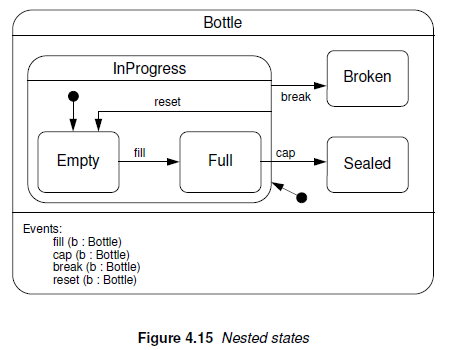 Bottle
InProgress
Broken
reset
break
Empty
fill
Full
cap
Sealed
Events:
fill (b : Bottle)
cap (b : Bottle)
break (b : Bottle)
reset (b : Bottle)
Figure 4.15 Nested states